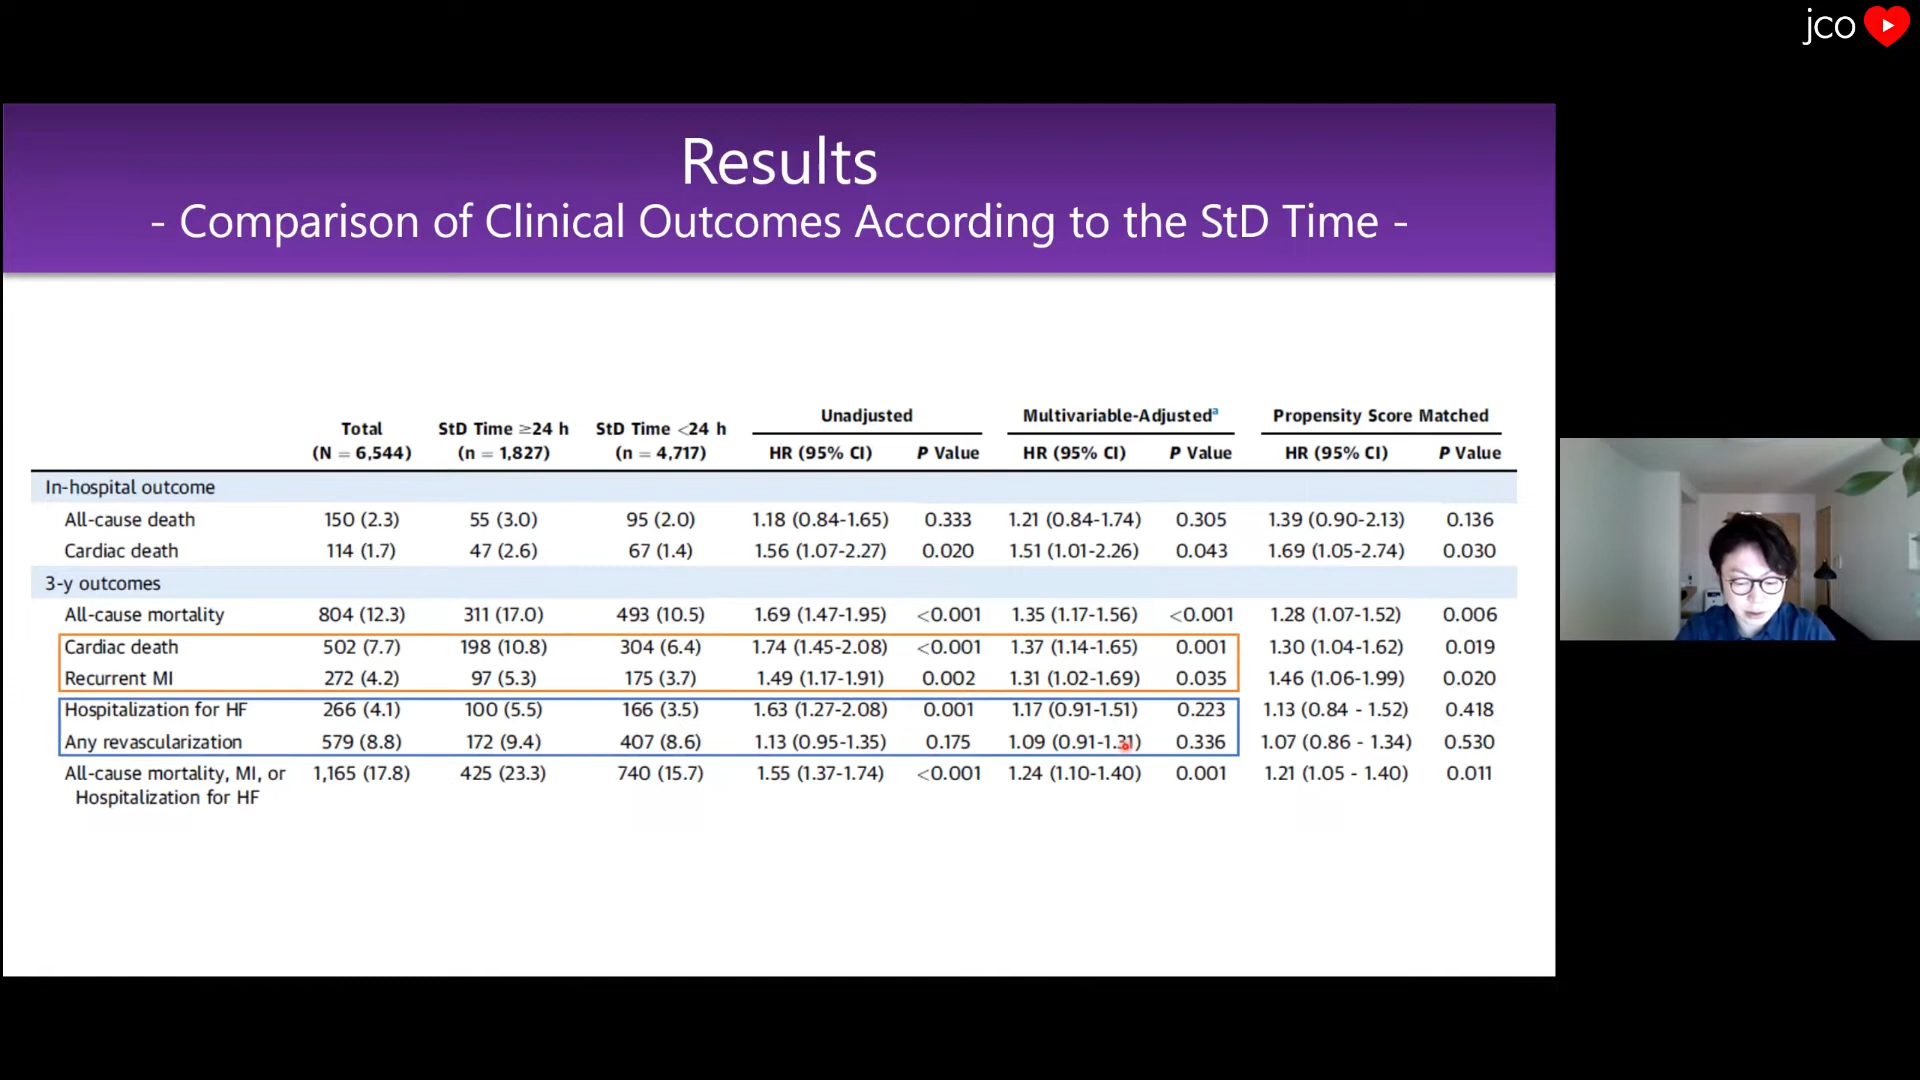 jco
Results
- Comparison of Clinical Outcomes According to the StD Time -
Unadjusted Multivariable-Adjustedᵃ Propensity Score Matched
Total StD Time ≥24 h StD Time <24 h
(N = 6,544) (n = 1,827) (n = 4,717) HR (95% CI) P Value HR (95% CI) P Value HR (95% CI) P Value
In-hospital outcome
All-cause death 150 (2.3) 55 (3.0) 95 (2.0) 1.18 (0.84-1.65) 0.333 1.21 (0.84-1.74) 0.305 1.39 (0.90-2.13) 0.136
Cardiac death 114 (1.7) 47 (2.6) 67 (1.4) 1.56 (1.07-2.27) 0.020 1.51 (1.01-2.26) 0.043 1.69 (1.05-2.74) 0.030
3-y outcomes
All-cause mortality 804 (12.3) 311 (17.0) 493 (10.5) 1.69 (1.47-1.95) <0.001 1.35 (1.17-1.56) <0.001 1.28 (1.07-1.52) 0.006
Cardiac death 502 (7.7) 198 (10.8) 304 (6.4) 1.74 (1.45-2.08) <0.001 1.37 (1.14-1.65) 0.001 1.30 (1.04-1.62) 0.019
Recurrent MI 272 (4.2) 97 (5.3) 175 (3.7) 1.49 (1.17-1.91) 0.002 1.31 (1.02-1.69) 0.035 1.46 (1.06-1.99) 0.020
Hospitalization for HF 266 (4.1) 100 (5.5) 166 (3.5) 1.63 (1.27-2.08) 0.001 1.17 (0.91-1.51) 0.223 1.13 (0.84 - 1.52) 0.418
Any revascularization 579 (8.8) 172 (9.4) 407 (8.6) 1.13 (0.95-1.35) 0.175 1.09 (0.91-1.31) 0.336 1.07 (0.86 - 1.34) 0.530
All-cause mortality, MI, or 1,165 (17.8) 425 (23.3) 740 (15.7) 1.55 (1.37-1.74) <0.001 1.24 (1.10-1.40) 0.001 1.21 (1.05 - 1.40) 0.011
Hospitalization for HF